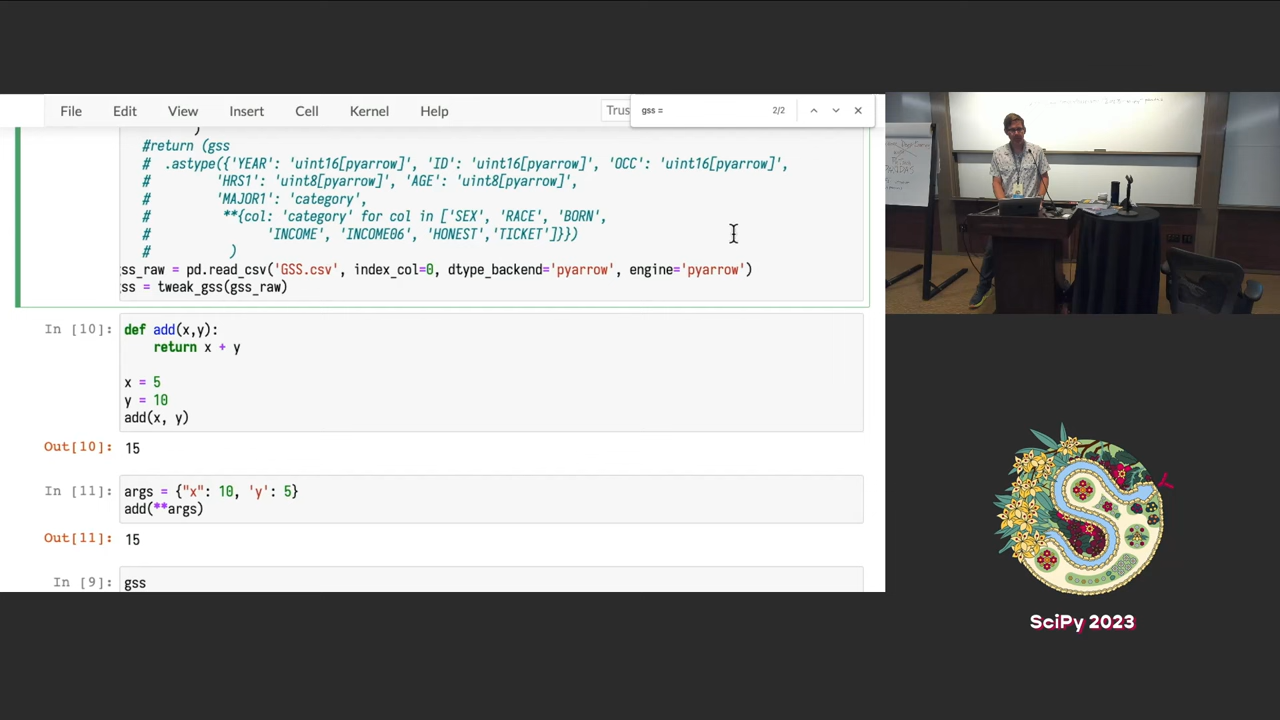 File Edit View Insert Cell Kernel Help Trus gss = 2/2
)
#return (gss
# .astype({'YEAR': 'uint16[pyarrow]', 'ID': 'uint16[pyarrow]', 'OCC': 'uint16[pyarrow]',
# 'HRS1': 'uint8[pyarrow]', 'AGE': 'uint8[pyarrow]',
# 'MAJOR1': 'category',
# **{col: 'category' for col in ['SEX', 'RACE', 'BORN',
# 'INCOME', 'INCOME06', 'HONEST','TICKET']}})
# )
ss_raw = pd.read_csv('GSS.csv', index_col=0, dtype_backend='pyarrow', engine='pyarrow')
ss = tweak_gss(gss_raw)
In [10]: def add(x,y):
return x + y
x = 5
y = 10
add(x, y)
Out[10]: 15
In [11]: args = {"x": 10, 'y': 5}
add(**args)
Out[11]: 15
In [9]: gss
SciPy 2023